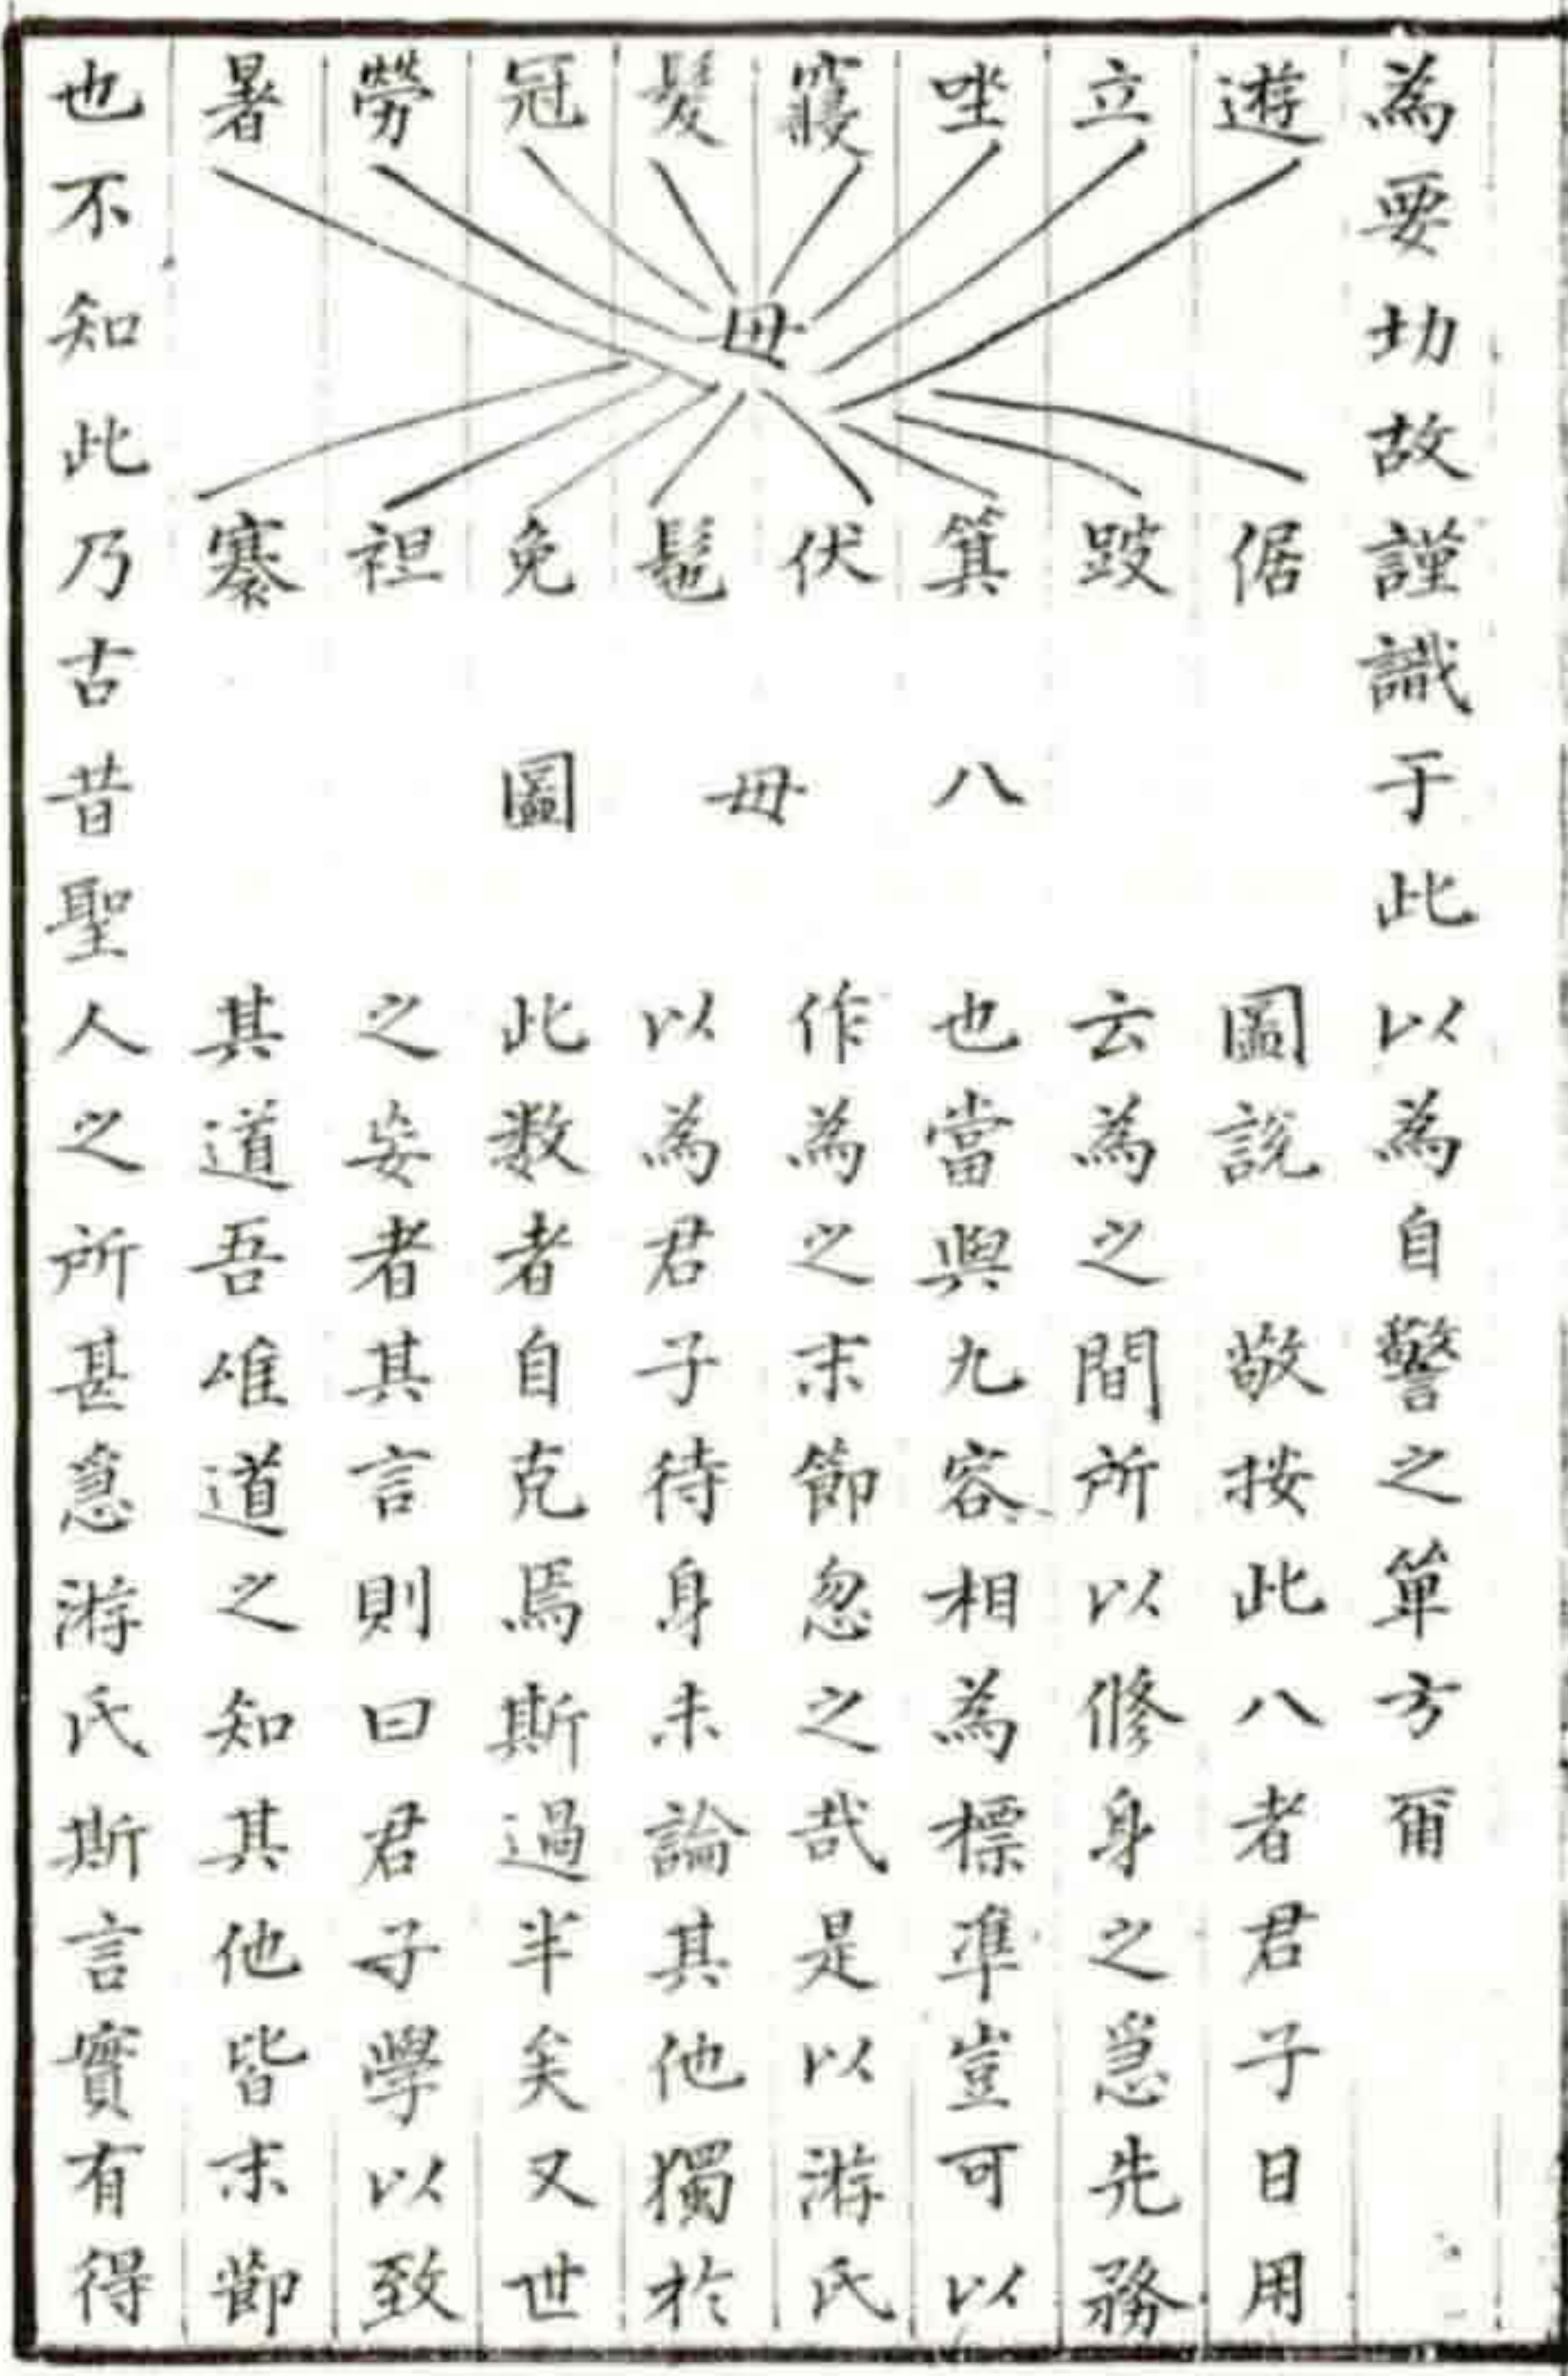 為要切故謹識于此以為自警之單方爾
遊 立 坐 寢 髮 冠 勞 暑
毋
倨 跛 箕 伏 髢 免 袒 褰
八毋圖
圖說 敬按此八者君子日用
云為之間所以修身之急先務
也當與九容相為標準豈可以
作為之末節忽之哉是以游氏
以為君子待身未論其他獨於
此數者自克焉斯過半矣又世
之妄者其言則曰君子學以致
其道吾唯道之知其他皆末節
也不知此乃古昔聖人之所甚急游氏斯言實有得